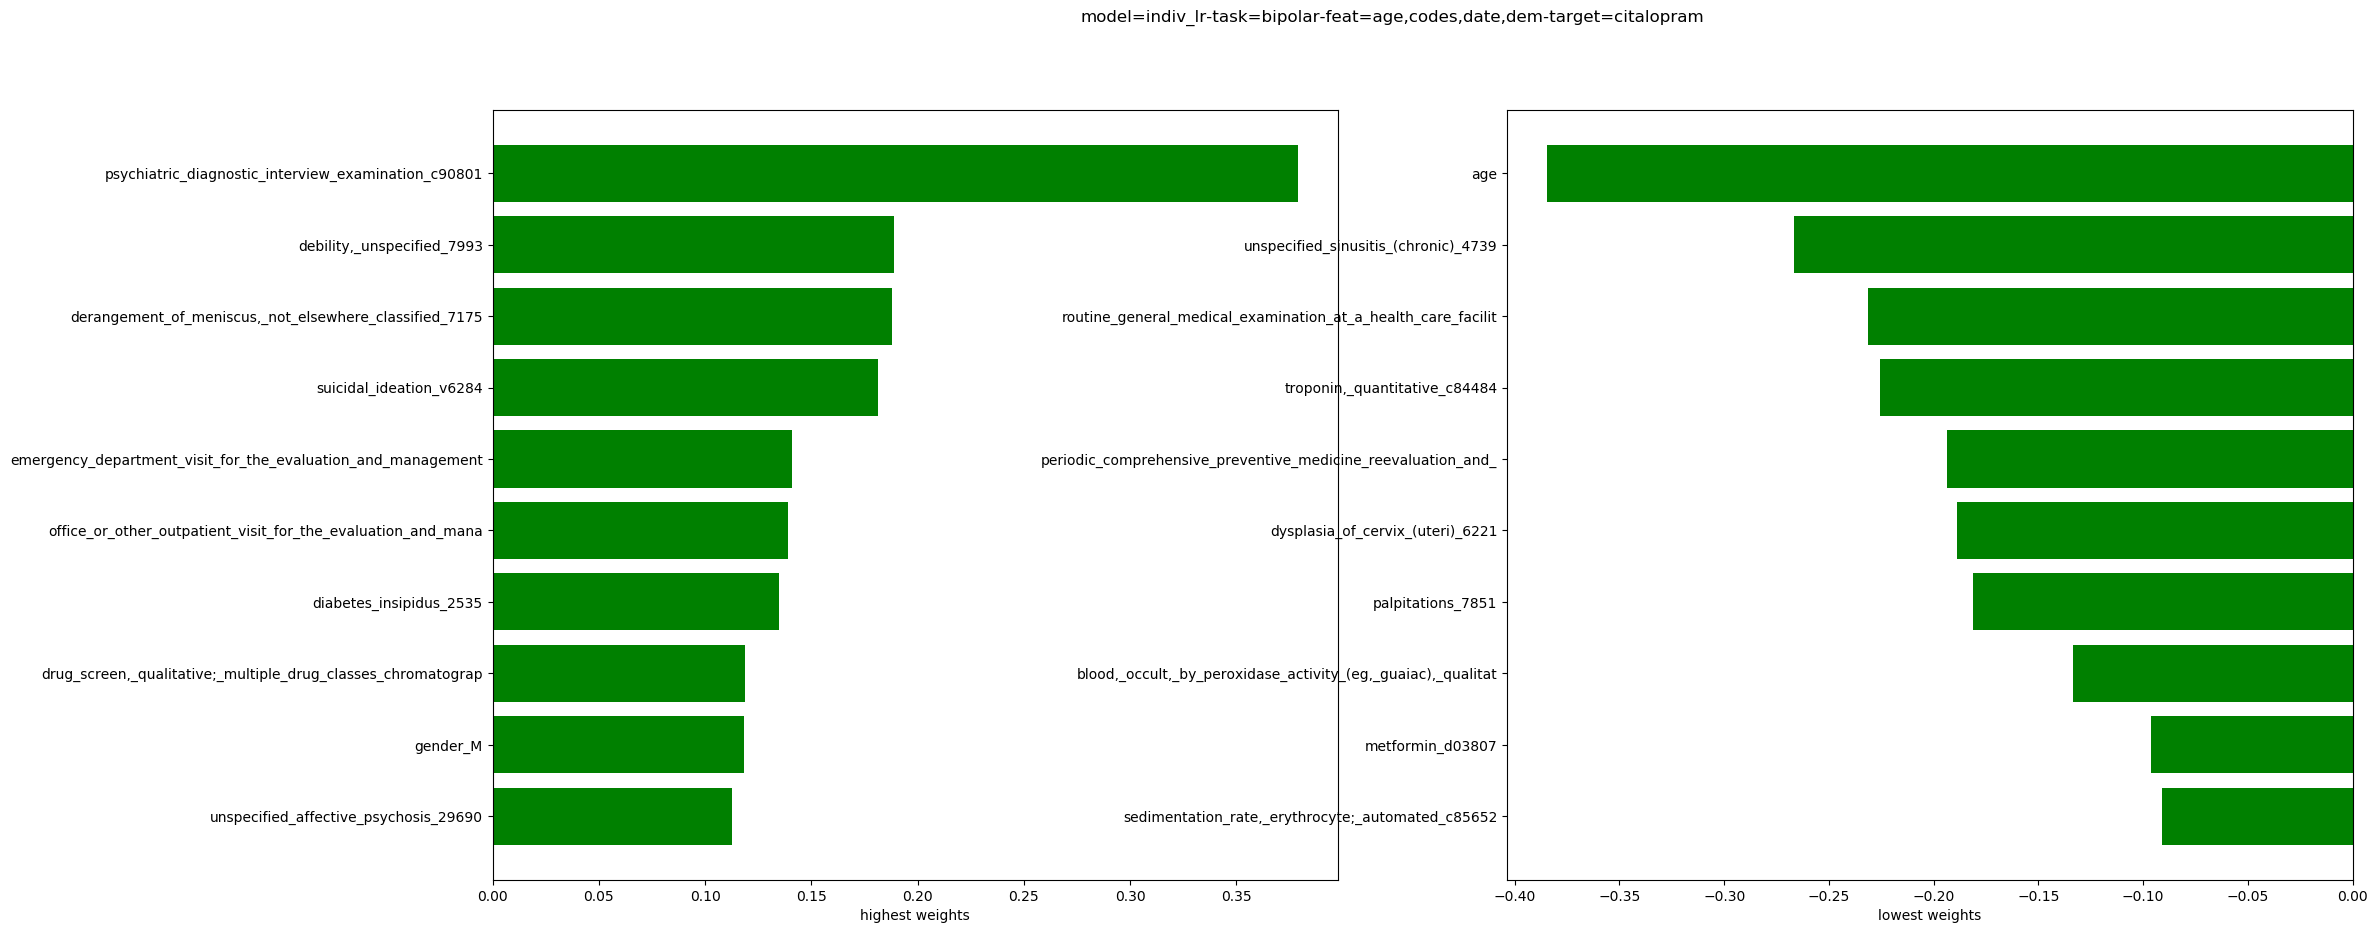 model=indiv_lr-task=bipolar-feat=age,codes,date,dem-target=citalopram
psychiatric_diagnostic_interview_examination_c90801
debility,_unspecified_7993
derangement_of_meniscus,_not_elsewhere_classified_7175
suicidal_ideation_v6284
emergency_department_visit_for_the_evaluation_and_management
office_or_other_outpatient_visit_for_the_evaluation_and_mana
diabetes_insipidus_2535
drug_screen,_qualitative;_multiple_drug_classes_chromatograp
gender_M
unspecified_affective_psychosis_29690
0.00 0.05 0.10 0.15 0.20 0.25 0.30 0.35
highest weights
age
unspecified_sinusitis_(chronic)_4739
routine_general_medical_examination_at_a_health_care_facilit
troponin,_quantitative_c84484
periodic_comprehensive_preventive_medicine_reevaluation_and_
dysplasia_of_cervix_(uteri)_6221
palpitations_7851
blood,_occult,_by_peroxidase_activity_(eg,_guaiac),_qualitat
metformin_d03807
sedimentation_rate,_erythrocyte;_automated_c85652
−0.40 −0.35 −0.30 −0.25 −0.20 −0.15 −0.10 −0.05 0.00
lowest weights